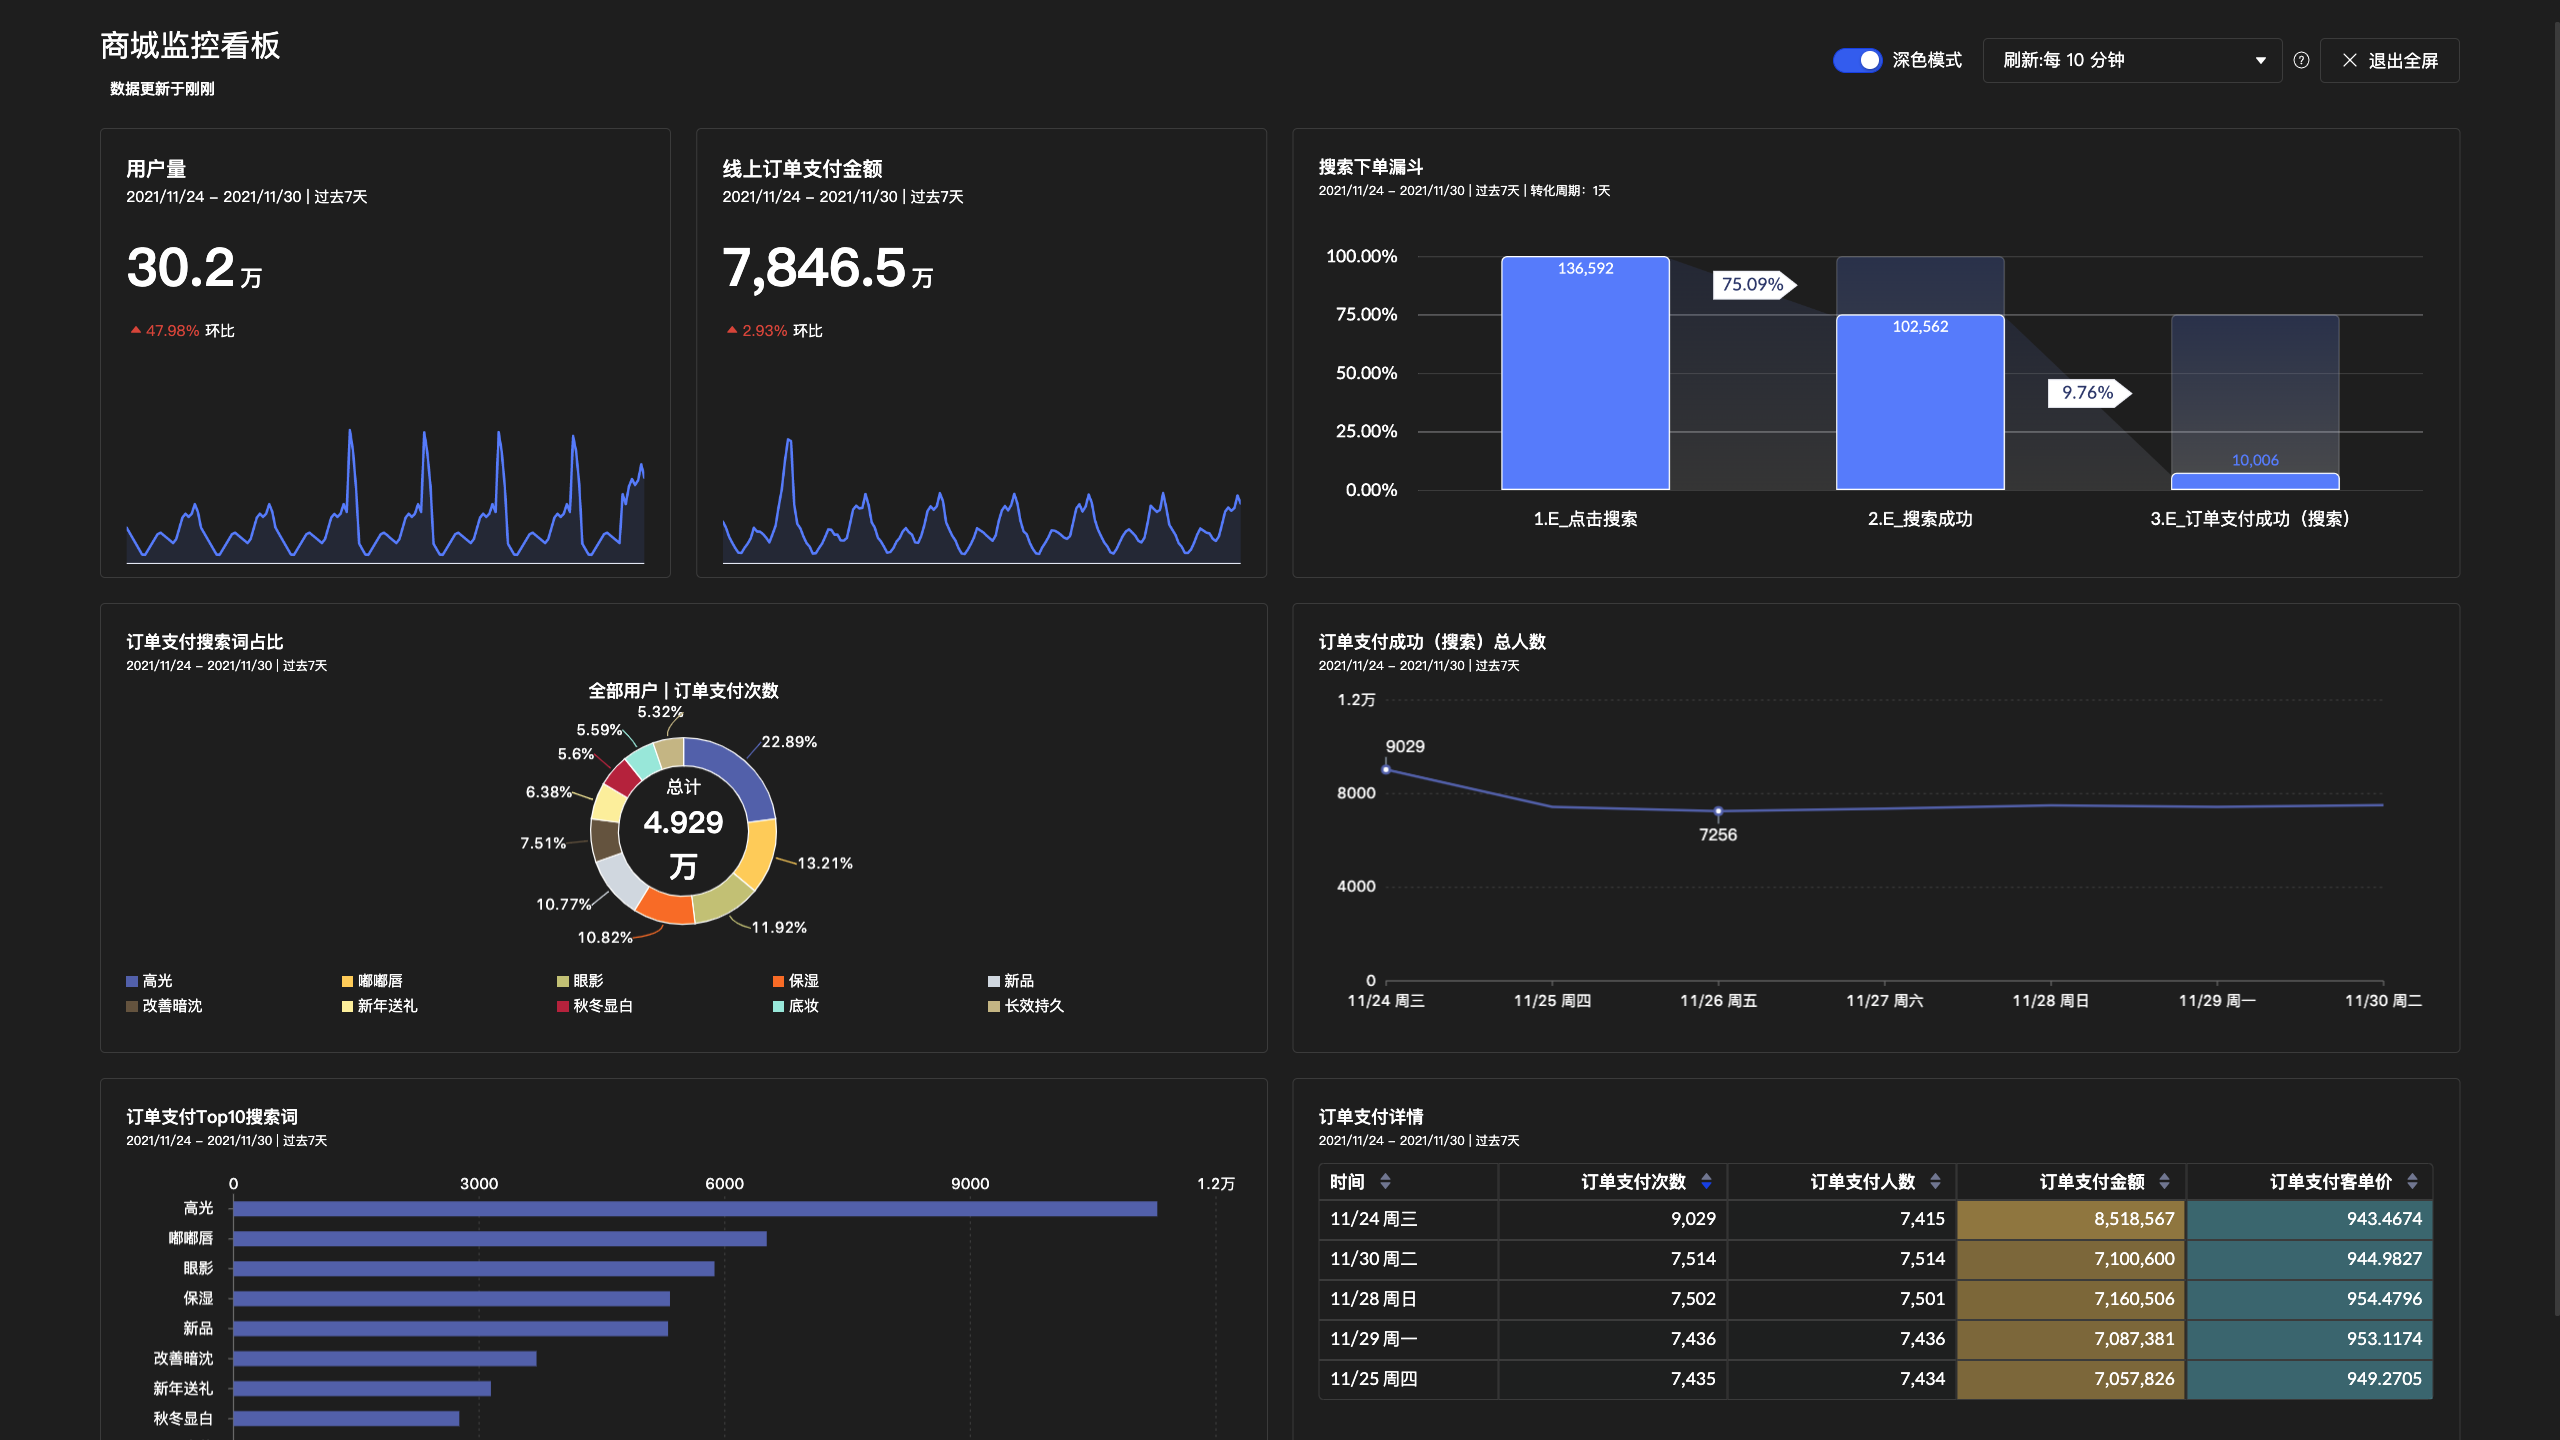 商城监控看板
数据更新于刚刚
深色模式
刷新:每 10 分钟
?
退出全屏
用户量
2021/11/24 – 2021/11/30 | 过去7天
30.2 万
47.98% 环比
线上订单支付金额
2021/11/24 – 2021/11/30 | 过去7天
7,846.5 万
2.93% 环比
搜索下单漏斗
2021/11/24 – 2021/11/30 | 过去7天 | 转化周期：1天
100.00%
75.00%
50.00%
25.00%
0.00%
136,592
75.09%
102,562
9.76%
10,006
1.E_点击搜索
2.E_搜索成功
3.E_订单支付成功（搜索）
订单支付搜索词占比
2021/11/24 – 2021/11/30 | 过去7天
全部用户 | 订单支付次数
5.32%
5.59%
5.6%
6.38%
7.51%
10.77%
10.82%
22.89%
13.21%
11.92%
总计
4.929
万
高光 嘟嘟唇 眼影 保湿 新品
改善暗沈 新年送礼 秋冬显白 底妆 长效持久
订单支付成功（搜索）总人数
2021/11/24 – 2021/11/30 | 过去7天
1.2万
8000
4000
0
9029
7256
11/24 周三 11/25 周四 11/26 周五 11/27 周六 11/28 周日 11/29 周一 11/30 周二
订单支付Top10搜索词
2021/11/24 – 2021/11/30 | 过去7天
0 3000 6000 9000 1.2万
高光
嘟嘟唇
眼影
保湿
新品
改善暗沈
新年送礼
秋冬显白
订单支付详情
2021/11/24 – 2021/11/30 | 过去7天
时间 订单支付次数 订单支付人数 订单支付金额 订单支付客单价
11/24 周三 9,029 7,415 8,518,567 943.4674
11/30 周二 7,514 7,514 7,100,600 944.9827
11/28 周日 7,502 7,501 7,160,506 954.4796
11/29 周一 7,436 7,436 7,087,381 953.1174
11/25 周四 7,435 7,434 7,057,826 949.2705